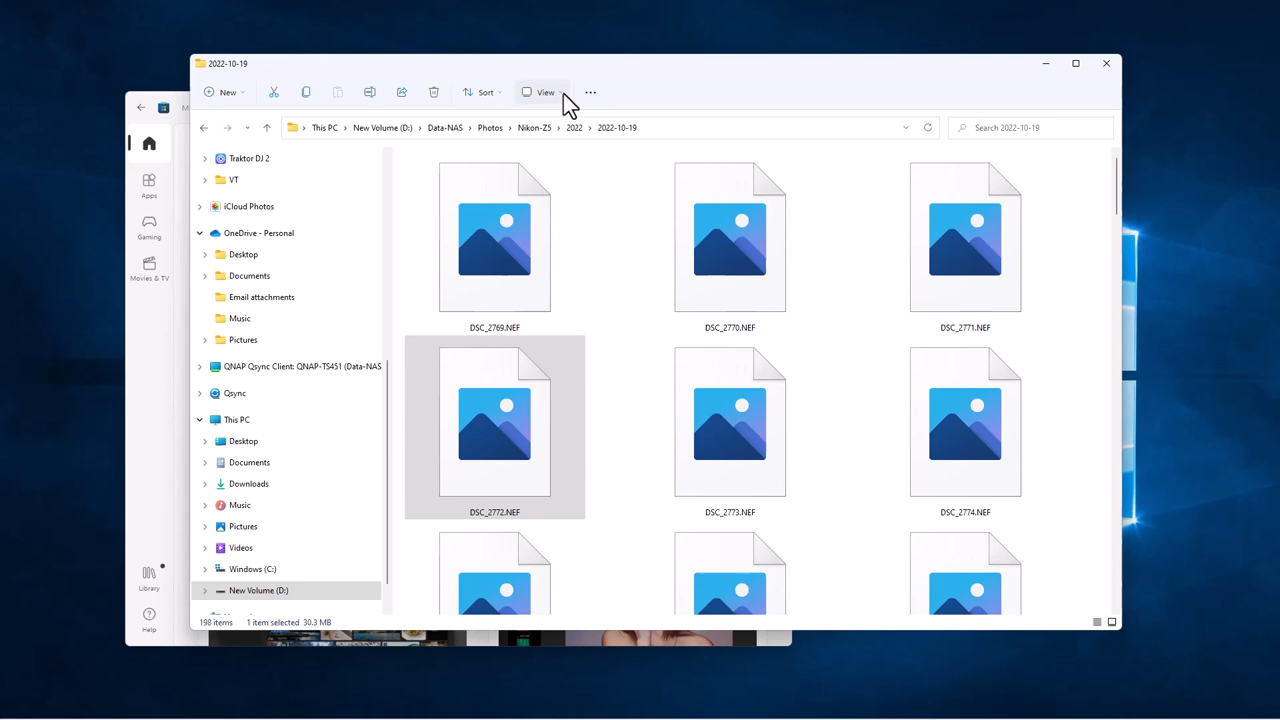 2022-10-19
New
Sort
View
This PC
New Volume (D:)
Data-NAS
Photos
Nikon-Z5
2022
2022-10-19
Search 2022-10-19
M
Apps
Gaming
Movies & TV
Library
Help
Traktor DJ 2
VT
iCloud Photos
OneDrive - Personal
Desktop
Documents
Email attachments
Music
Pictures
QNAP Qsync Client: QNAP-TS451 (Data-NAS
Qsync
This PC
Desktop
Documents
Downloads
Music
Pictures
Videos
Windows (C:)
New Volume (D:)
DSC_2769.NEF
DSC_2770.NEF
DSC_2771.NEF
DSC_2772.NEF
DSC_2773.NEF
DSC_2774.NEF
198 items
1 item selected 30.3 MB